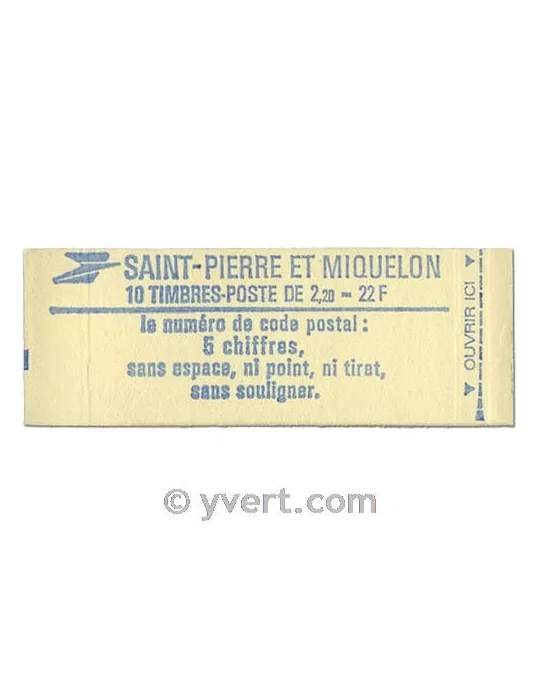 SAINT-PIERRE ET MIQUELON
10 TIMBRES-POSTE DE 2,20 - 22 F
le numéro de code postal :
5 chiffres,
sans espace, ni point, ni tiret,
sans souligner.
OUVRIR ICI
© yvert.com